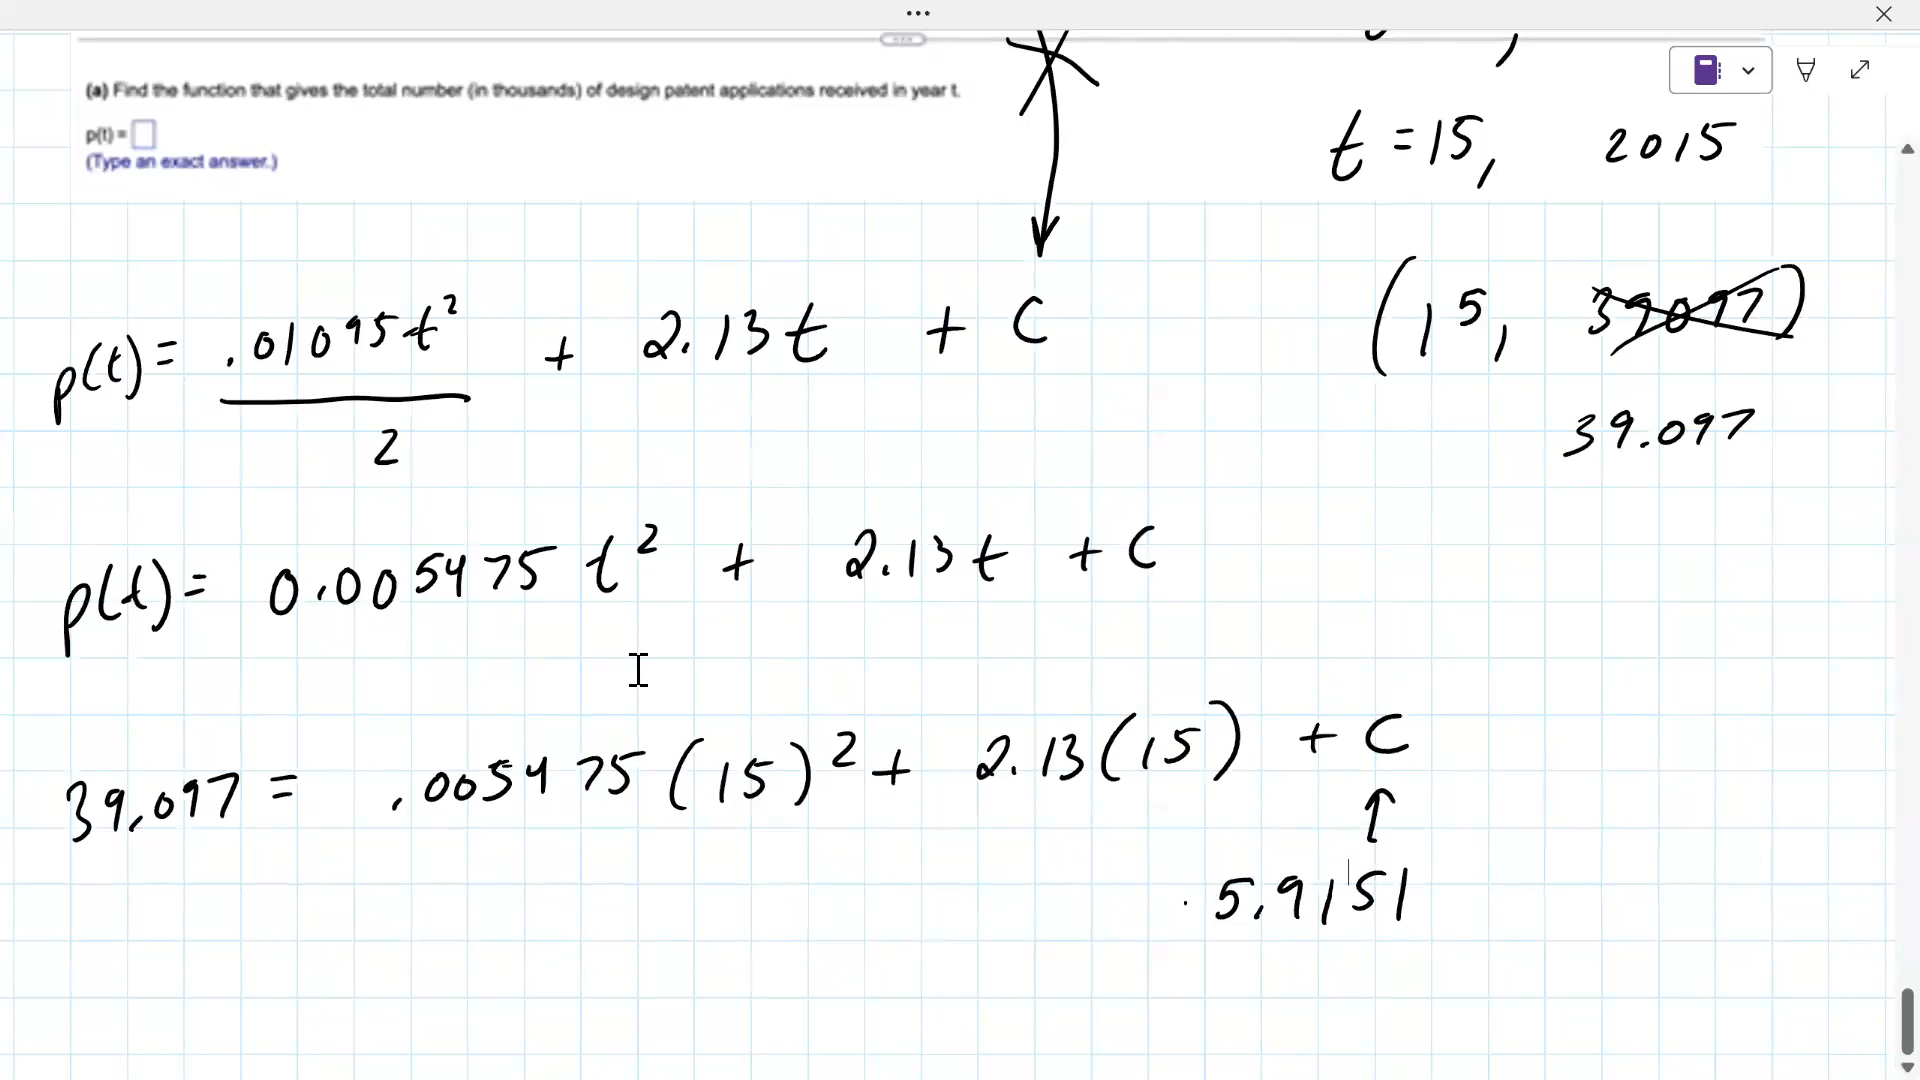 (a) Find the function that gives the total number (in thousands) of design patent applications received in year t.
p(t) =
(Type an exact answer.)
t = 15, 2015
(15, 39097)
39.097
p(t) = .01095t² / 2 + 2.13t + C
p(t) = 0.005475 t² + 2.13t + C
39.097 = .005475(15)² + 2.13(15) + C
↑
5.9151